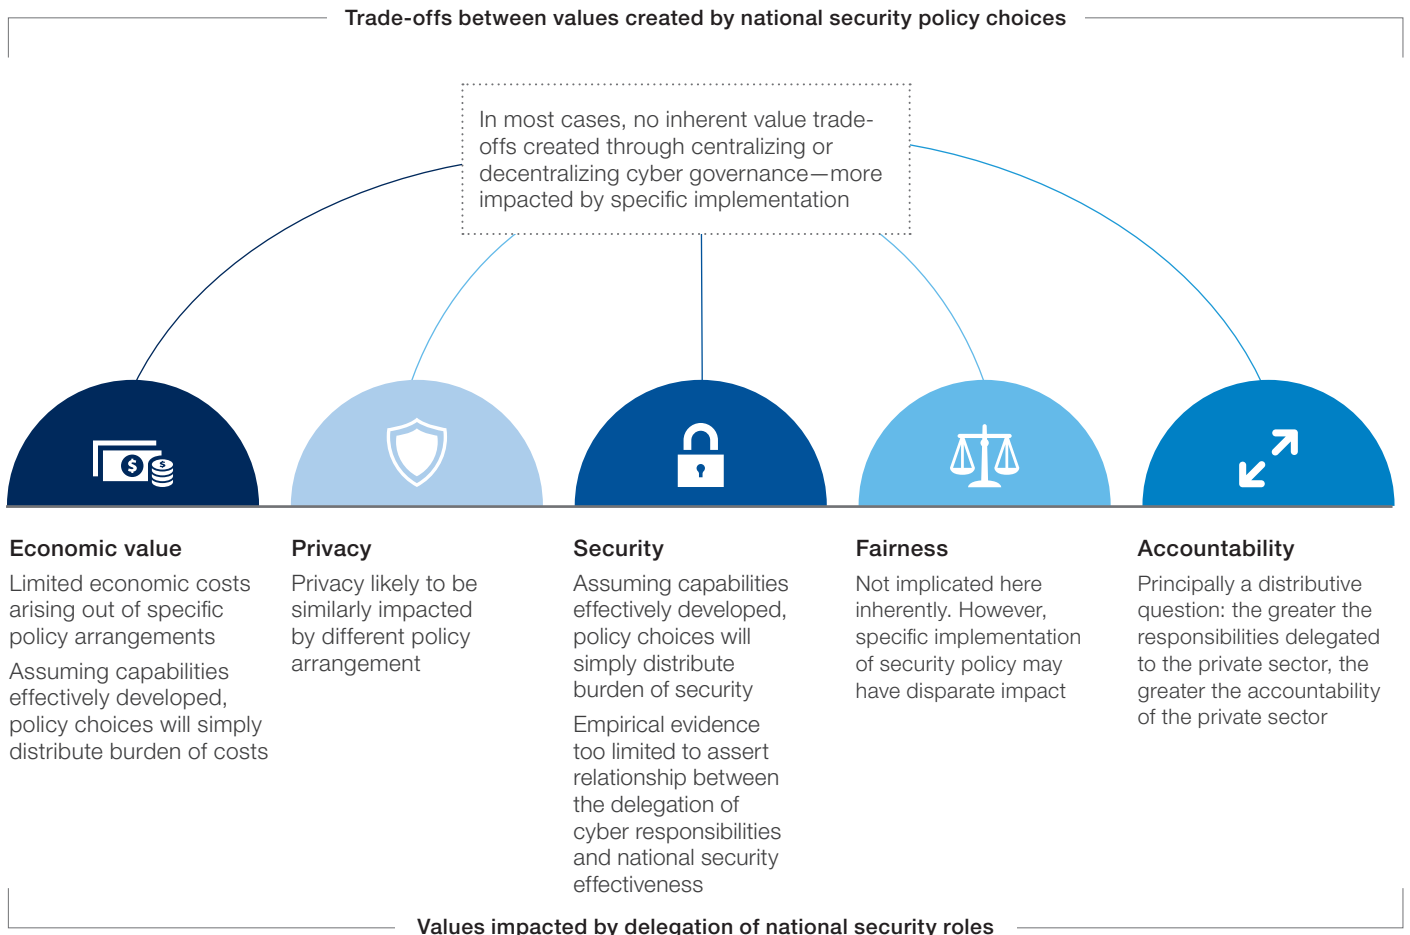 Trade-offs between values created by national security policy choices
In most cases, no inherent value trade-
offs created through centralizing or
decentralizing cyber governance—more
impacted by specific implementation
$
$
Economic value
Limited economic costs
arising out of specific
policy arrangements
Assuming capabilities
effectively developed,
policy choices will simply
distribute burden of costs
Privacy
Privacy likely to be
similarly impacted
by different policy
arrangement
Security
Assuming capabilities
effectively developed,
policy choices will
simply distribute
burden of security
Empirical evidence
too limited to assert
relationship between
the delegation of
cyber responsibilities
and national security
effectiveness
Fairness
Not implicated here
inherently. However,
specific implementation
of security policy may
have disparate impact
Accountability
Principally a distributive
question: the greater the
responsibilities delegated
to the private sector, the
greater the accountability
of the private sector
Values impacted by delegation of national security roles